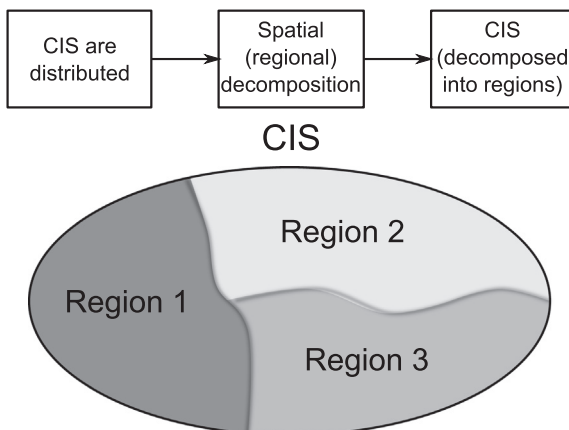 CIS are
distributed
Spatial
(regional)
decomposition
CIS
(decomposed
into regions)
CIS
Region 2
Region 1
Region 3